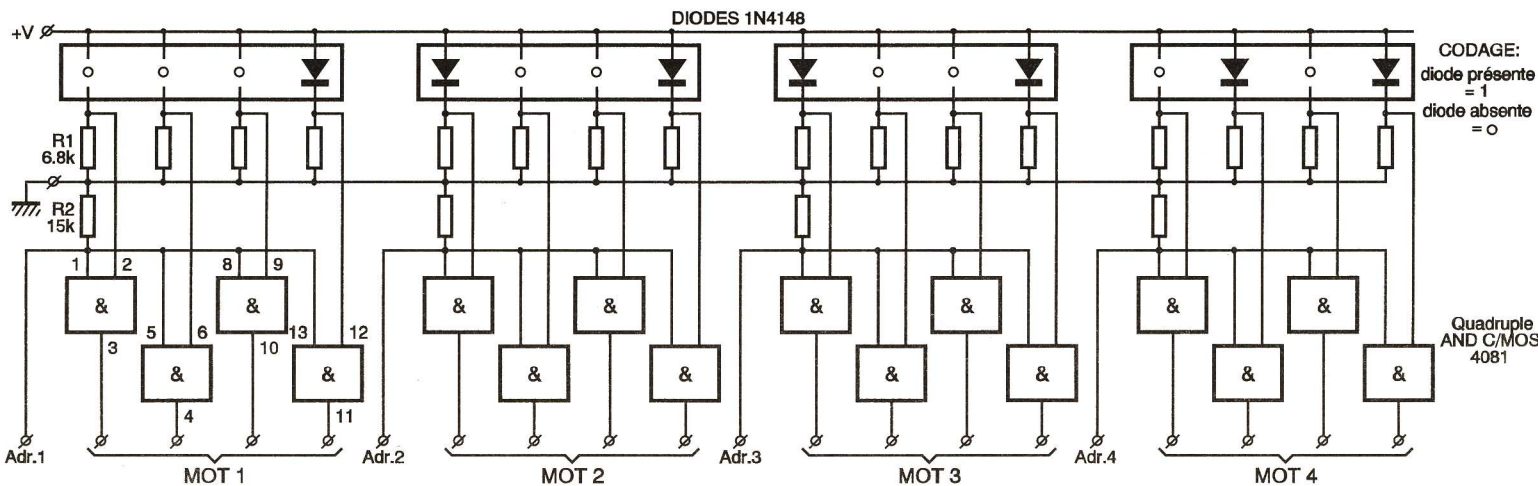 DIODES 1N4148
+V
CODAGE:
diode présente
= 1
diode absente
= o
R1
6.8k
R2
15k
1 2 8 9
& & & &
5 6 13 12
3 10
& & & &
4 11
& & & &
& & & &
Quadruple
AND C/MOS
4081
Adr.1 Adr.2 Adr.3 Adr.4
MOT 1 MOT 2 MOT 3 MOT 4